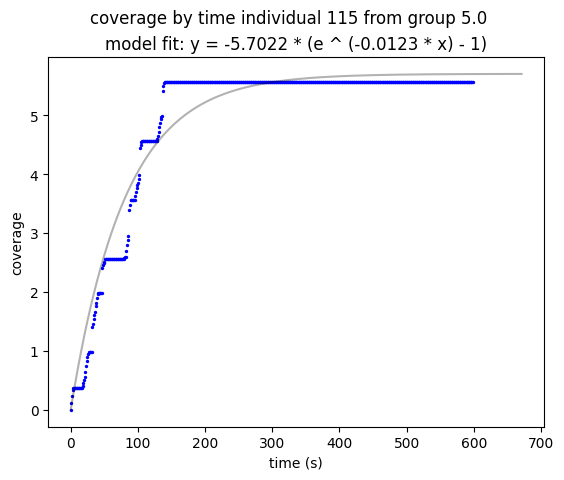 coverage by time individual 115 from group 5.0
model fit: y = -5.7022 * (e ^ (-0.0123 * x) - 1)
5
4
3
2
1
0
coverage
0 100 200 300 400 500 600 700
time (s)